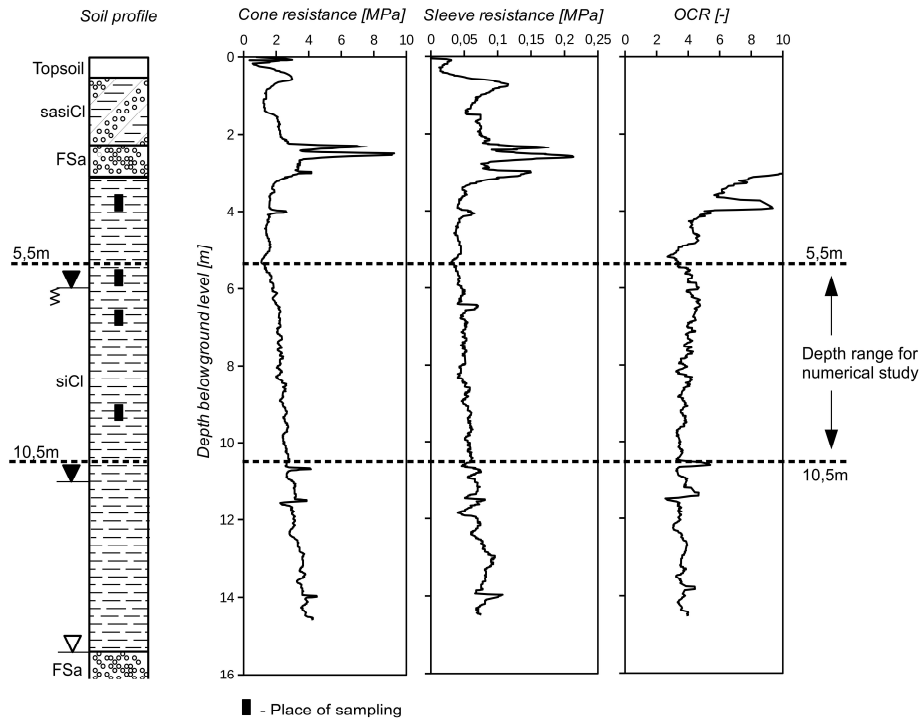 Soil profile
Cone resistance [MPa]
Sleeve resistance [MPa]
OCR [-]
0 2 4 6 8 10
0 0,05 0,1 0,15 0,2 0,25
0 2 4 6 8 10
Topsoil
sasiCl
FSa
siCl
FSa
5,5m
10,5m
Depth below ground level [m]
0
2
4
6
8
10
12
14
16
5,5m
Depth range for
numerical study
10,5m
- Place of sampling